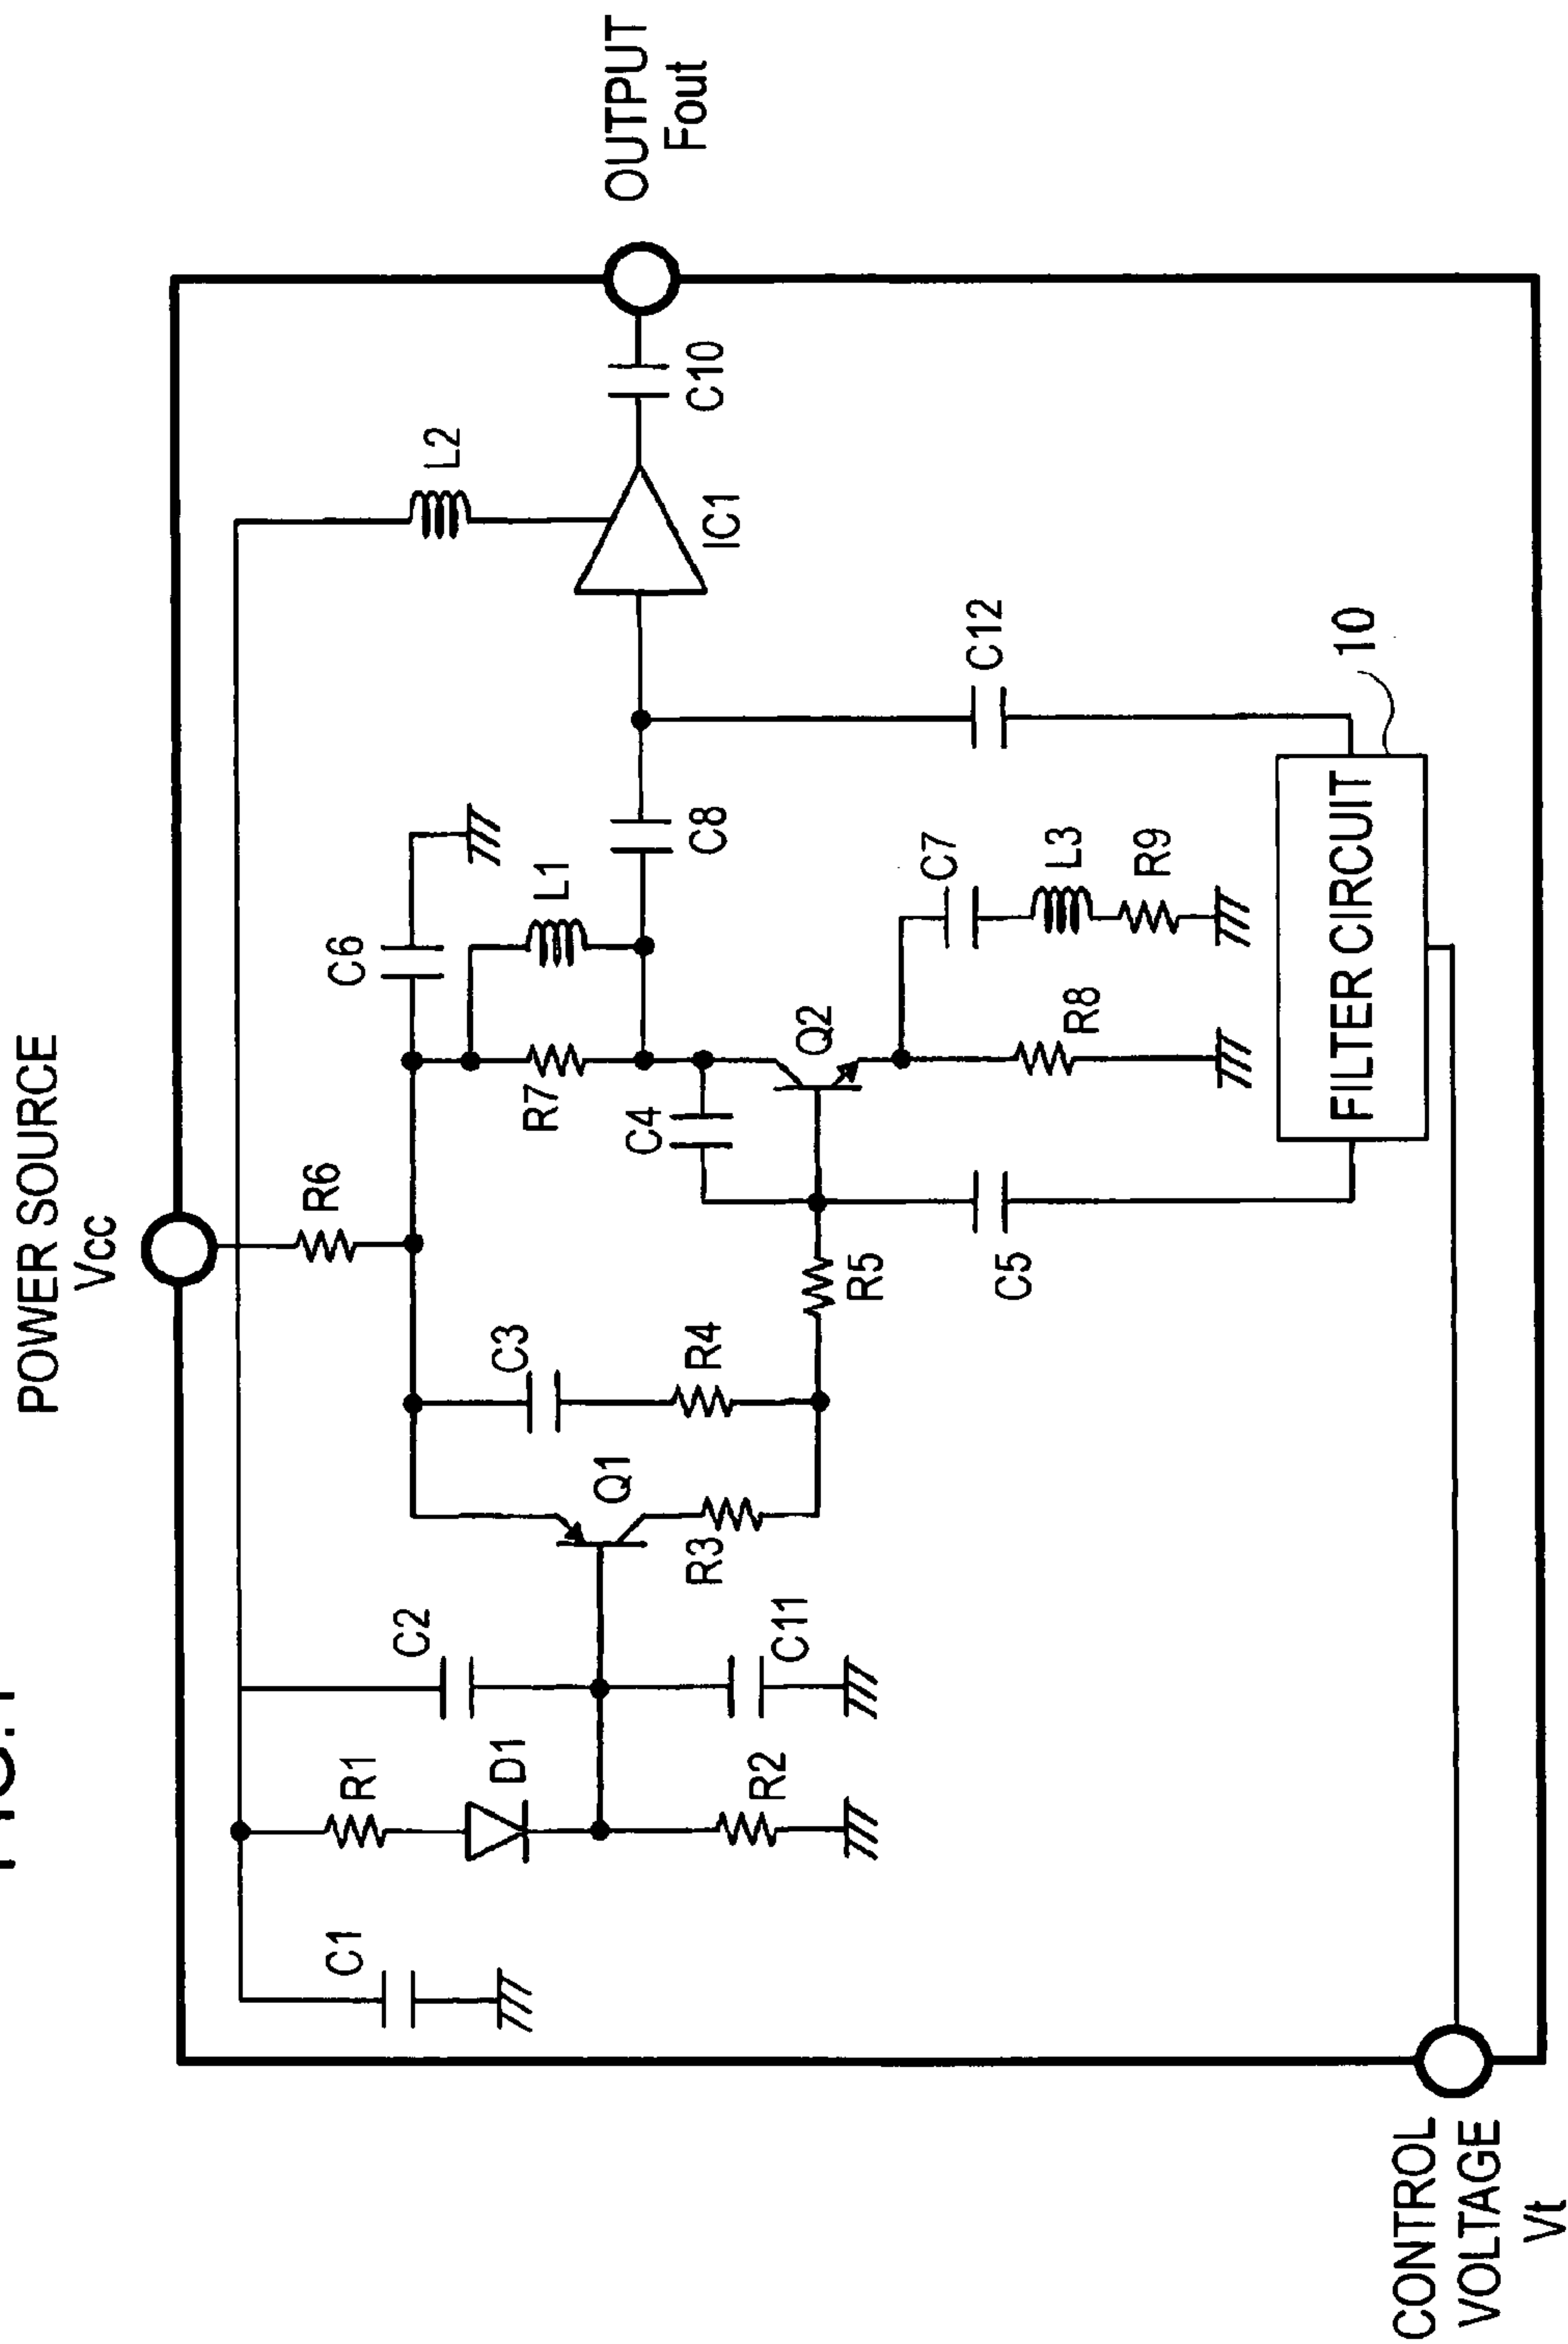 POWER SOURCE
Vcc
C1
R1
D1
R2
C2
C11
Q1
R3
C3
R4
R5
R6
C6
R7
L1
C4
Q2
C5
C8
C7
L3
R9
R8
L2
IC1
C10
C12
OUTPUT
Fout
10
FILTER CIRCUIT
CONTROL
VOLTAGE
Vt